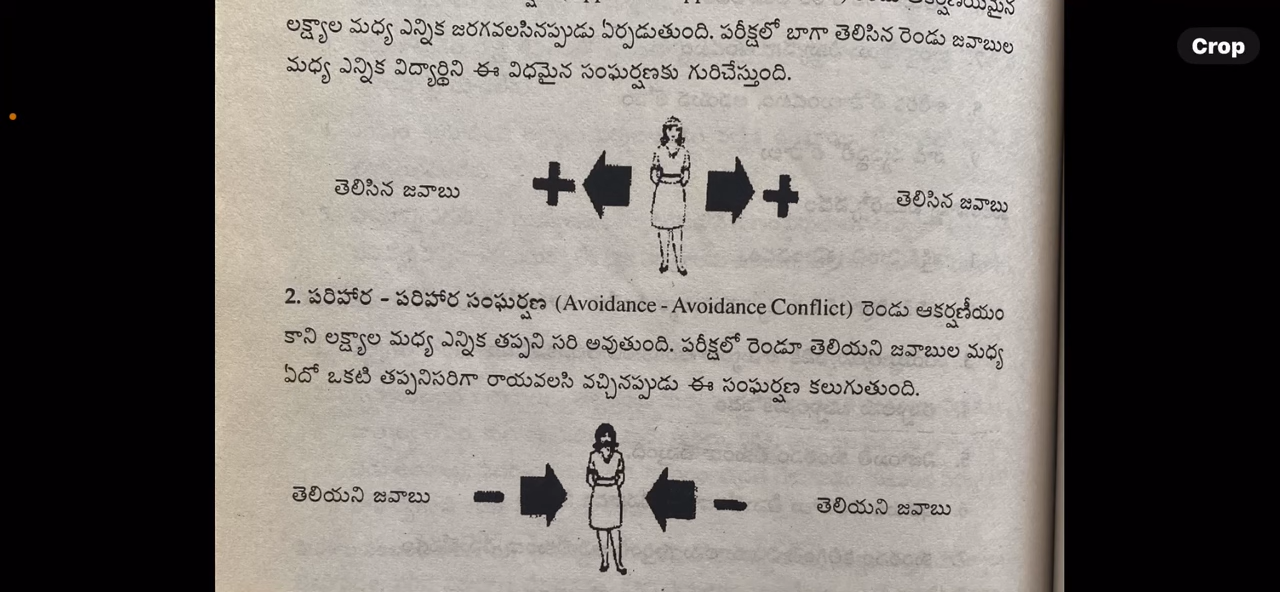 లక్ష్యాల మధ్య ఎన్నిక జరగవలసినప్పుడు ఏర్పడుతుంది. పరీక్షలో బాగా తెలిసిన రెండు జవాబుల
మధ్య ఎన్నిక విద్యార్థిని ఈ విధమైన సంఘర్షణకు గురిచేస్తుంది.
తెలిసిన జవాబు + + తెలిసిన జవాబు
2. పరిహార - పరిహార సంఘర్షణ (Avoidance - Avoidance Conflict) రెండు ఆకర్షణీయం
కాని లక్ష్యాల మధ్య ఎన్నిక తప్పని సరి అవుతుంది. పరీక్షలో రెండూ తెలియని జవాబుల మధ్య
ఏదో ఒకటి తప్పనిసరిగా రాయవలసి వచ్చినప్పుడు ఈ సంఘర్షణ కలుగుతుంది.
తెలియని జవాబు - - తెలియని జవాబు
Crop